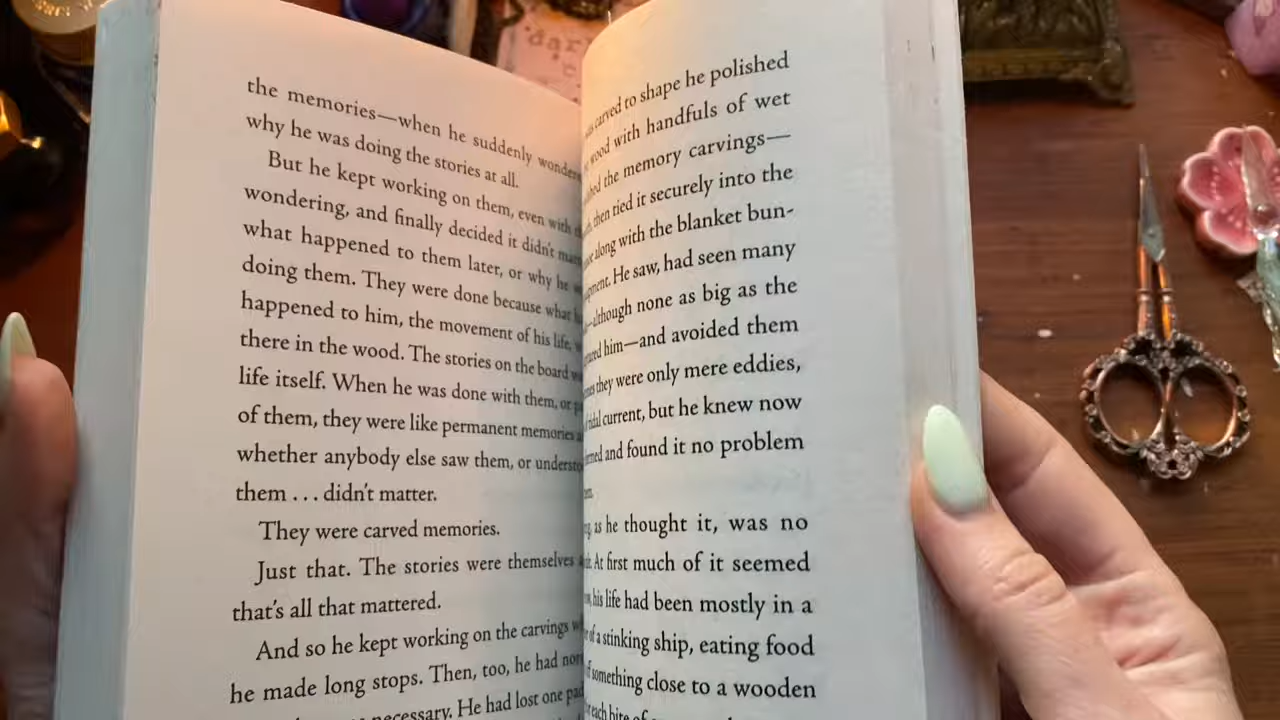 the memories—when he suddenly
why he was doing the stories at all.
But he kept working on them, even with
wondering, and finally decided it didn't
what happened to them later, or why he
doing them. They were done because what
happened to him, the movement of his life,
there in the wood. The stories on the board
life itself. When he was done with them, or
of them, they were like permanent memories
whether anybody else saw them, or
them . . . didn't matter.
They were carved memories.
Just that. The stories were themselves
that's all that mattered.
And so he kept working on the carvings
he made long stops. Then, too, he had
necessary. He had lost one
carved to shape he polished
wood with handfuls of wet
the memory carvings—
then tied it securely into the
along with the blanket bun-
He saw, had seen many
—although none as big as the
him—and avoided them
they were only mere eddies,
current, but he knew now
and found it no problem
as he thought it, was no
At first much of it seemed
his life had been mostly in a
of a stinking ship, eating food
of something close to a wooden
each bite of
dar